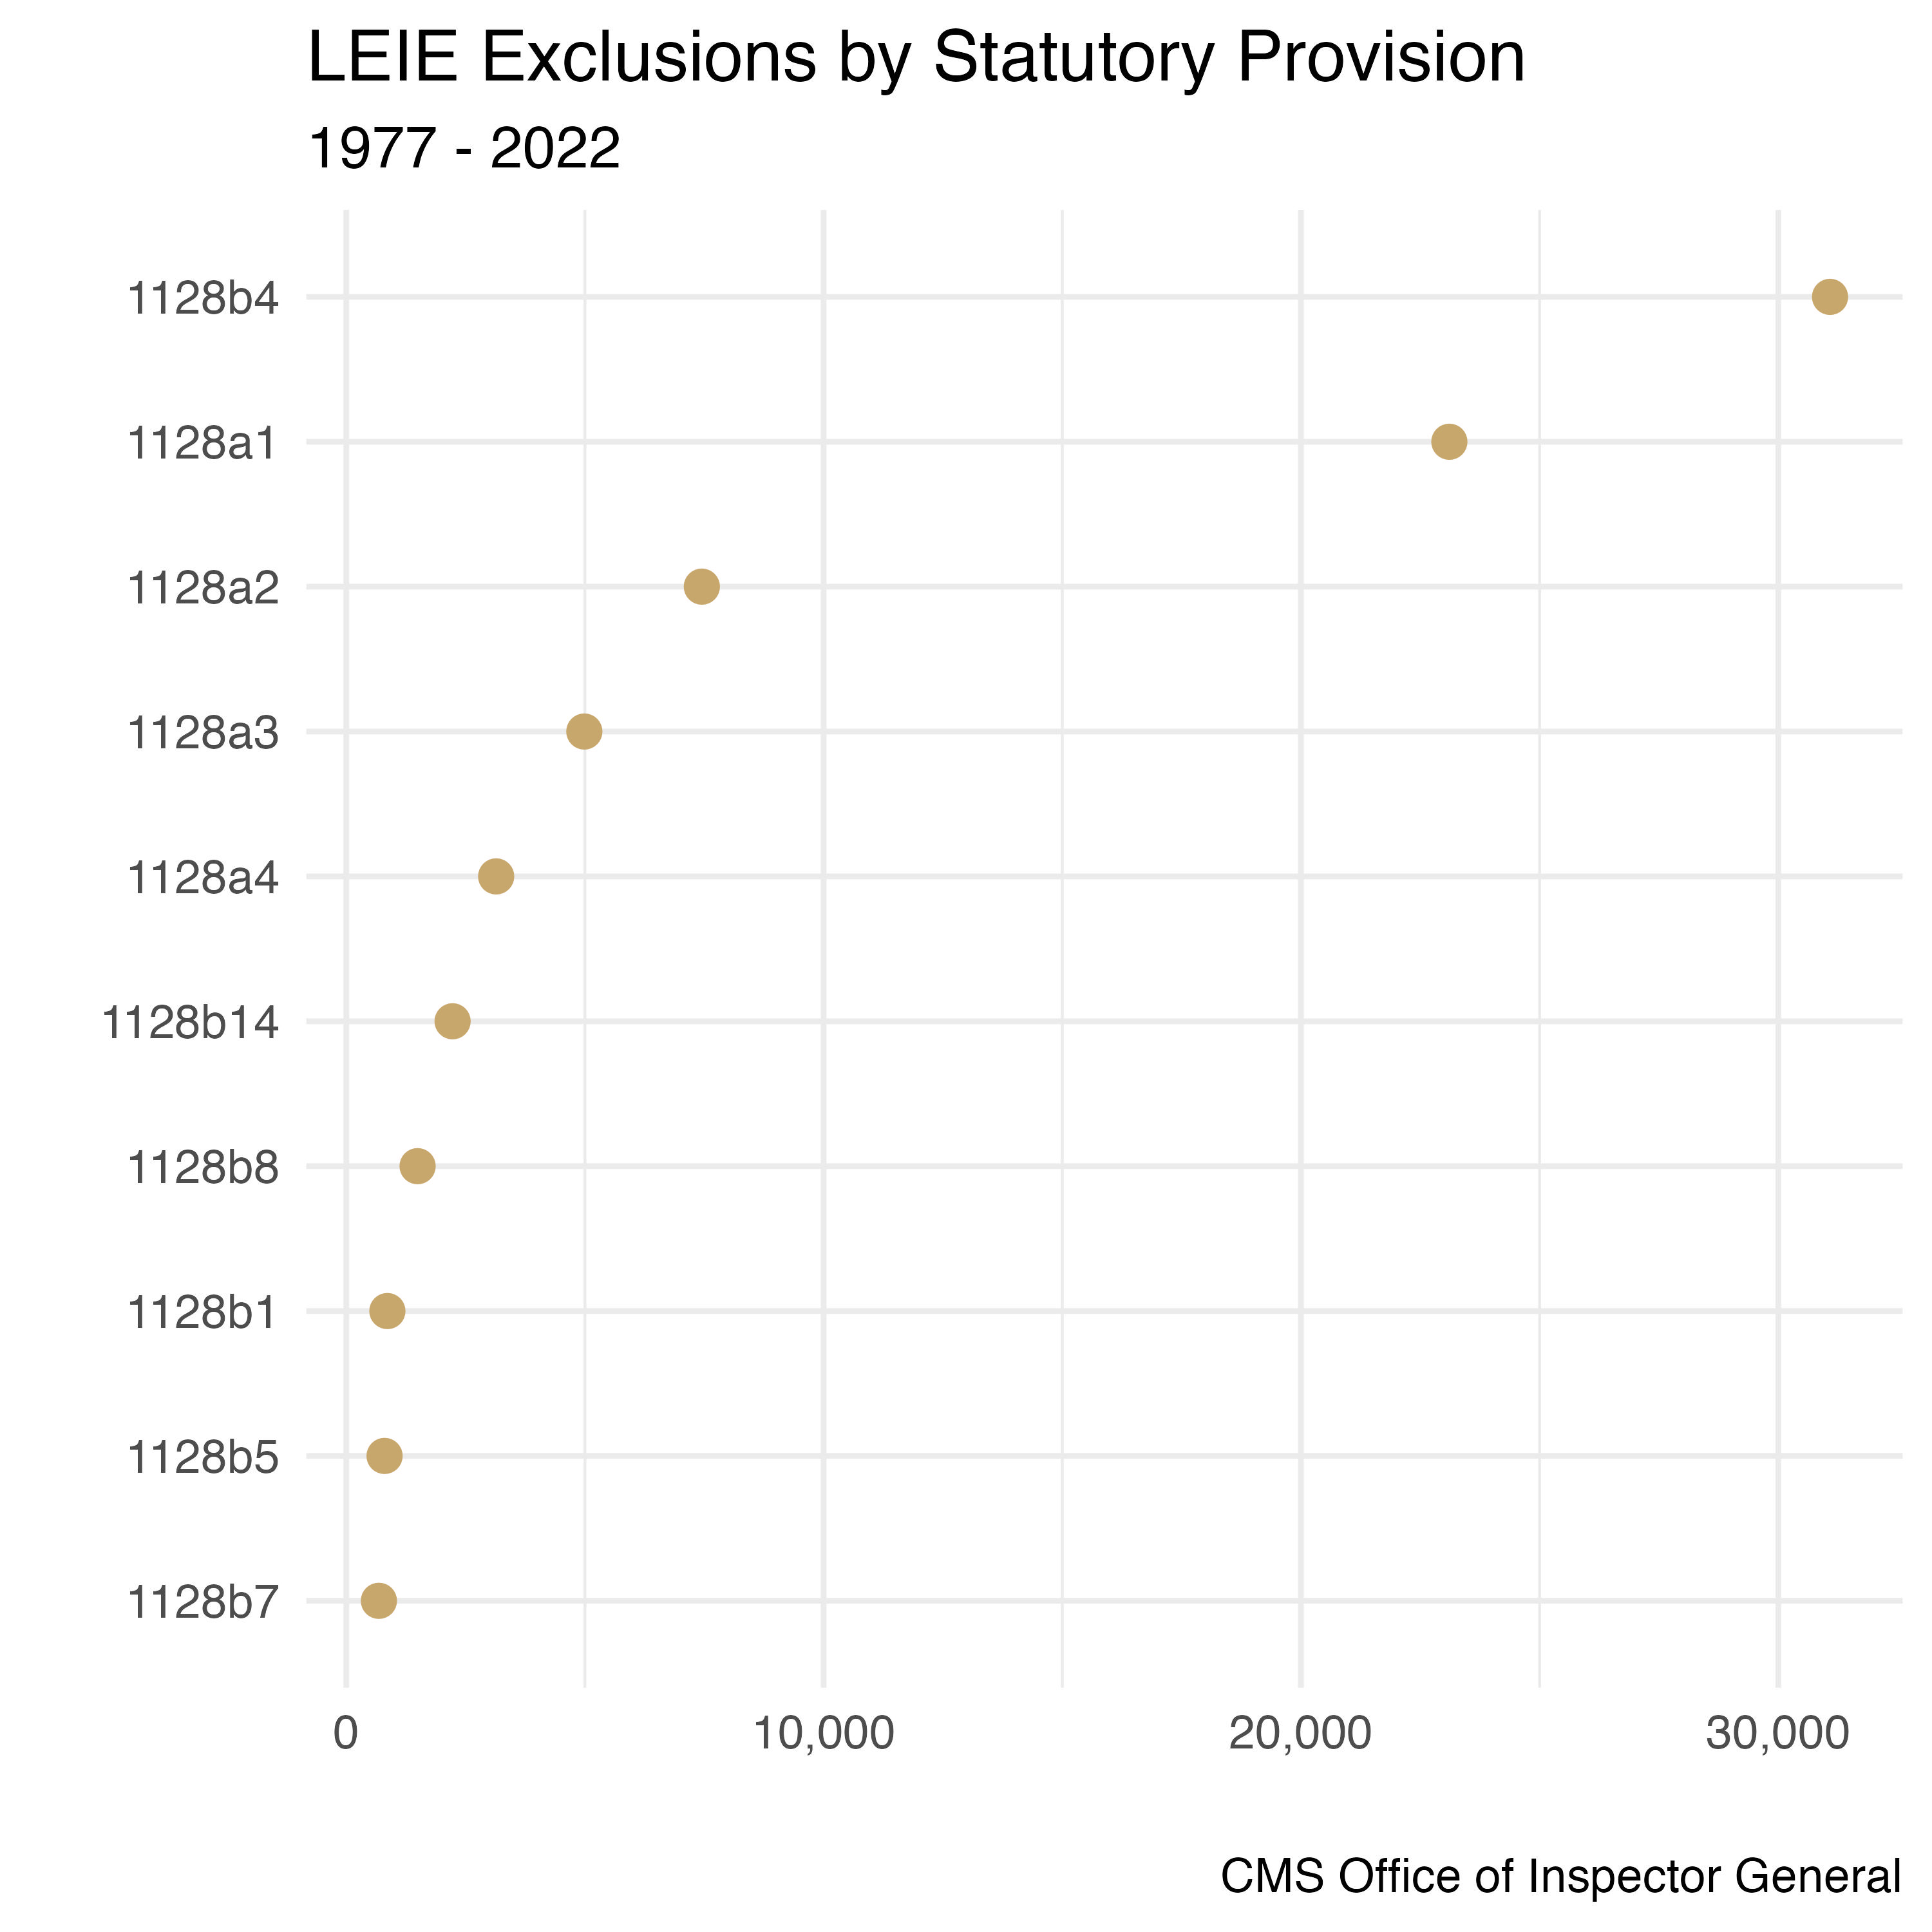 LEIE Exclusions by Statutory Provision
1977 - 2022
1128b4
1128a1
1128a2
1128a3
1128a4
1128b14
1128b8
1128b1
1128b5
1128b7
0 10,000 20,000 30,000
CMS Office of Inspector General